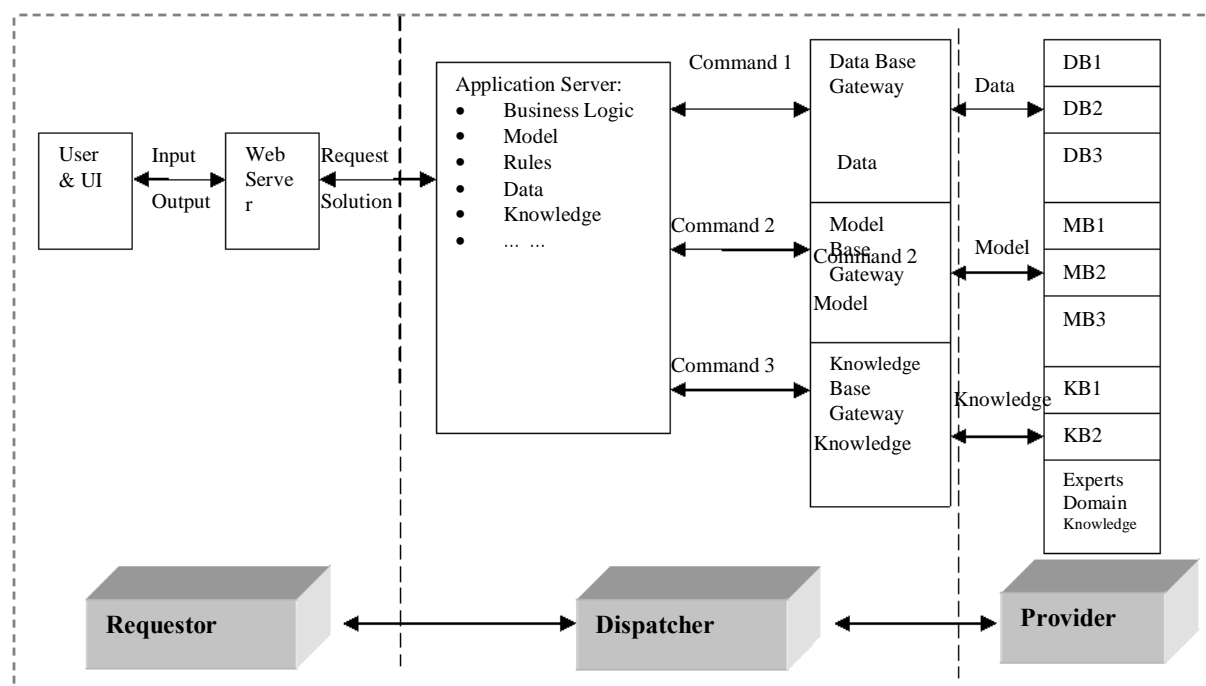 User
& UI
Input
Output
Web
Serve
r
Request
Solution
Application Server:
• Business Logic
• Model
• Rules
• Data
• Knowledge
• ... ...
Command 1
Command 2
Command 3
Data Base
Gateway
Data
Model
Base
Command 2
Gateway
Model
Knowledge
Base
Gateway
Knowledge
Data
Model
Knowledge
DB1
DB2
DB3
MB1
MB2
MB3
KB1
KB2
Experts
Domain
Knowledge
Requestor
Dispatcher
Provider